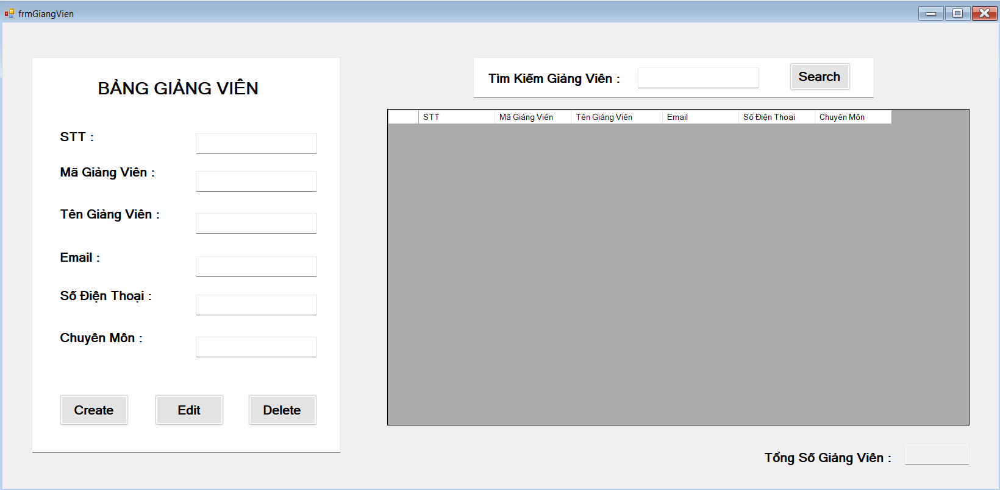 frmGiangVien
BẢNG GIẢNG VIÊN
STT :
Mã Giảng Viên :
Tên Giảng Viên :
Email :
Số Điện Thoại :
Chuyên Môn :
Create Edit Delete
Tìm Kiếm Giảng Viên : Search
STT Mã Giảng Viên Tên Giảng Viên Email Số Điện Thoại Chuyên Môn
Tổng Số Giảng Viên :